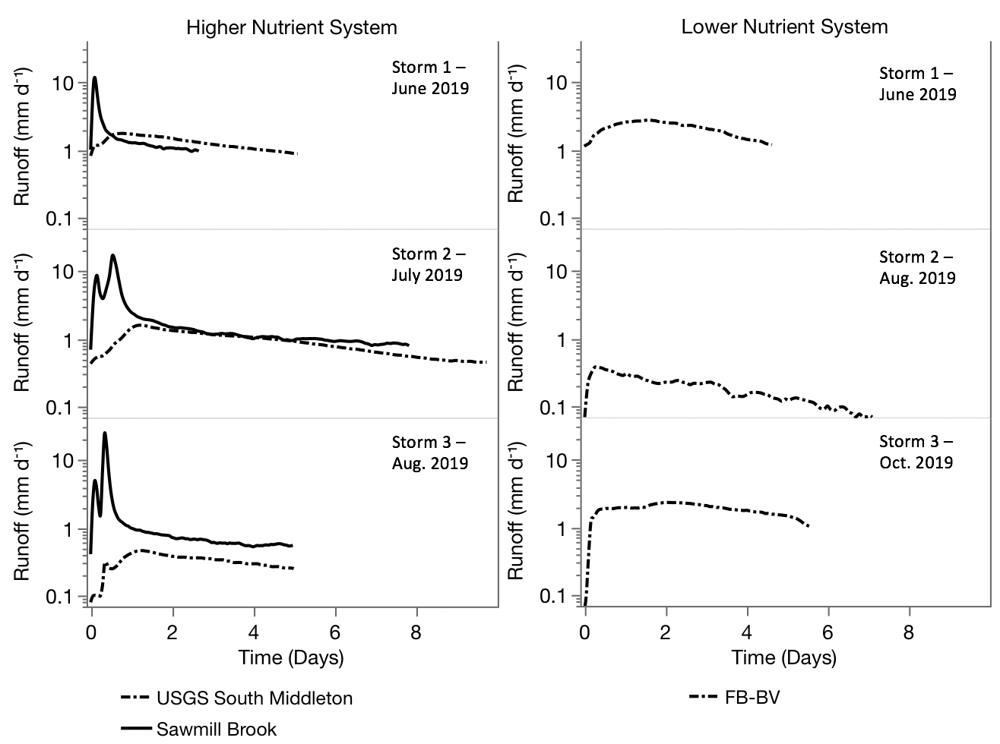 Higher Nutrient System
Lower Nutrient System
Storm 1 –
June 2019
10
1
0.1
Runoff (mm d⁻¹)
Storm 1 –
June 2019
10
1
0.1
Runoff (mm d⁻¹)
Storm 2 –
July 2019
10
1
0.1
Runoff (mm d⁻¹)
Storm 2 –
Aug. 2019
10
1
0.1
Runoff (mm d⁻¹)
Storm 3 –
Aug. 2019
10
1
0.1
Runoff (mm d⁻¹)
Storm 3 –
Oct. 2019
10
1
0.1
Runoff (mm d⁻¹)
0 2 4 6 8
Time (Days)
0 2 4 6 8
Time (Days)
USGS South Middleton
Sawmill Brook
FB-BV